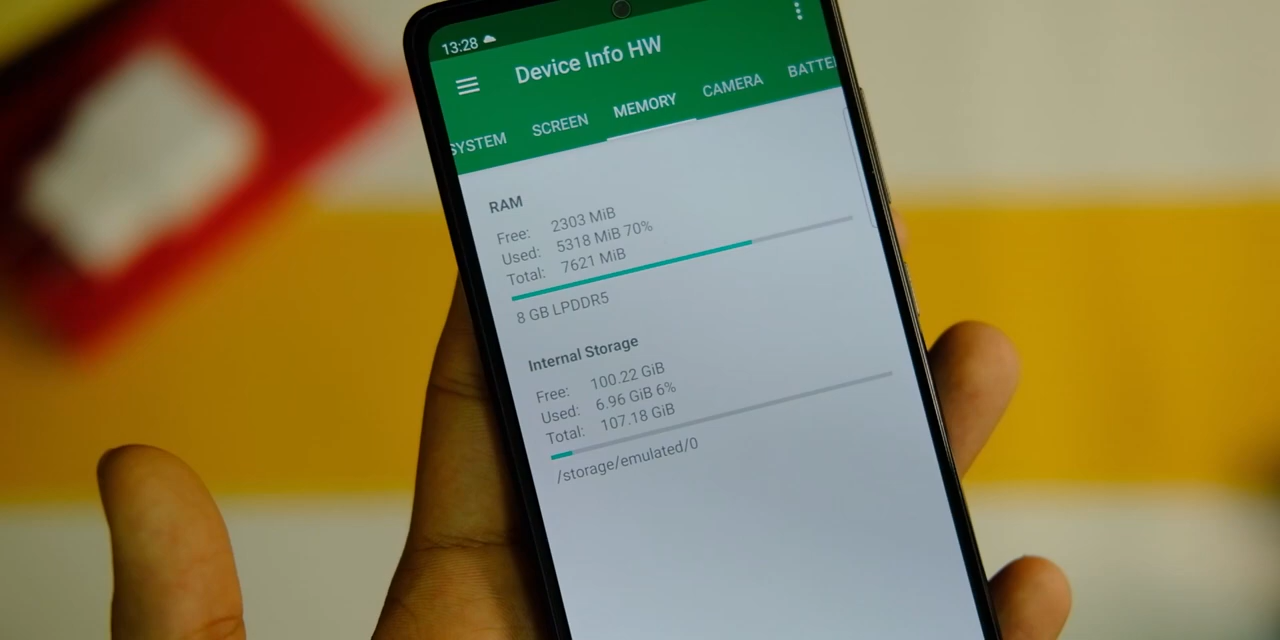 13:28
Device Info HW
SYSTEM SCREEN MEMORY CAMERA BATTE
RAM
Free: 2303 MiB
Used: 5318 MiB 70%
Total: 7621 MiB
8 GB LPDDR5
Internal Storage
Free: 100.22 GiB
Used: 6.96 GiB 6%
Total: 107.18 GiB
/storage/emulated/0